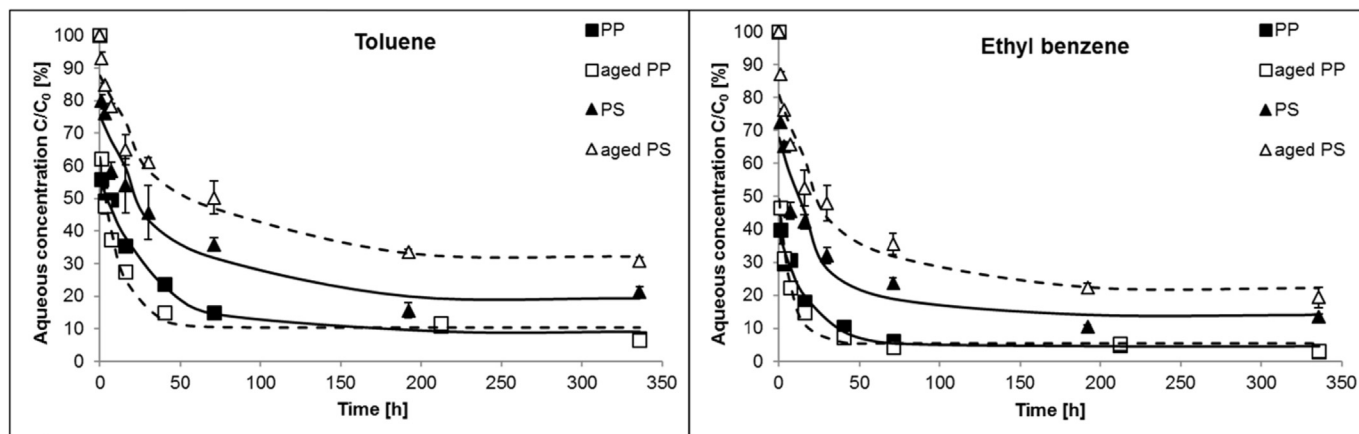 Toluene
Aqueous concentration C/C0 [%]
100
90
80
70
60
50
40
30
20
10
0
0 50 100 150 200 250 300 350
Time [h]
PP
aged PP
PS
aged PS
Ethyl benzene
Aqueous concentration C/C0 [%]
100
90
80
70
60
50
40
30
20
10
0
0 50 100 150 200 250 300 350
Time [h]
PP
aged PP
PS
aged PS